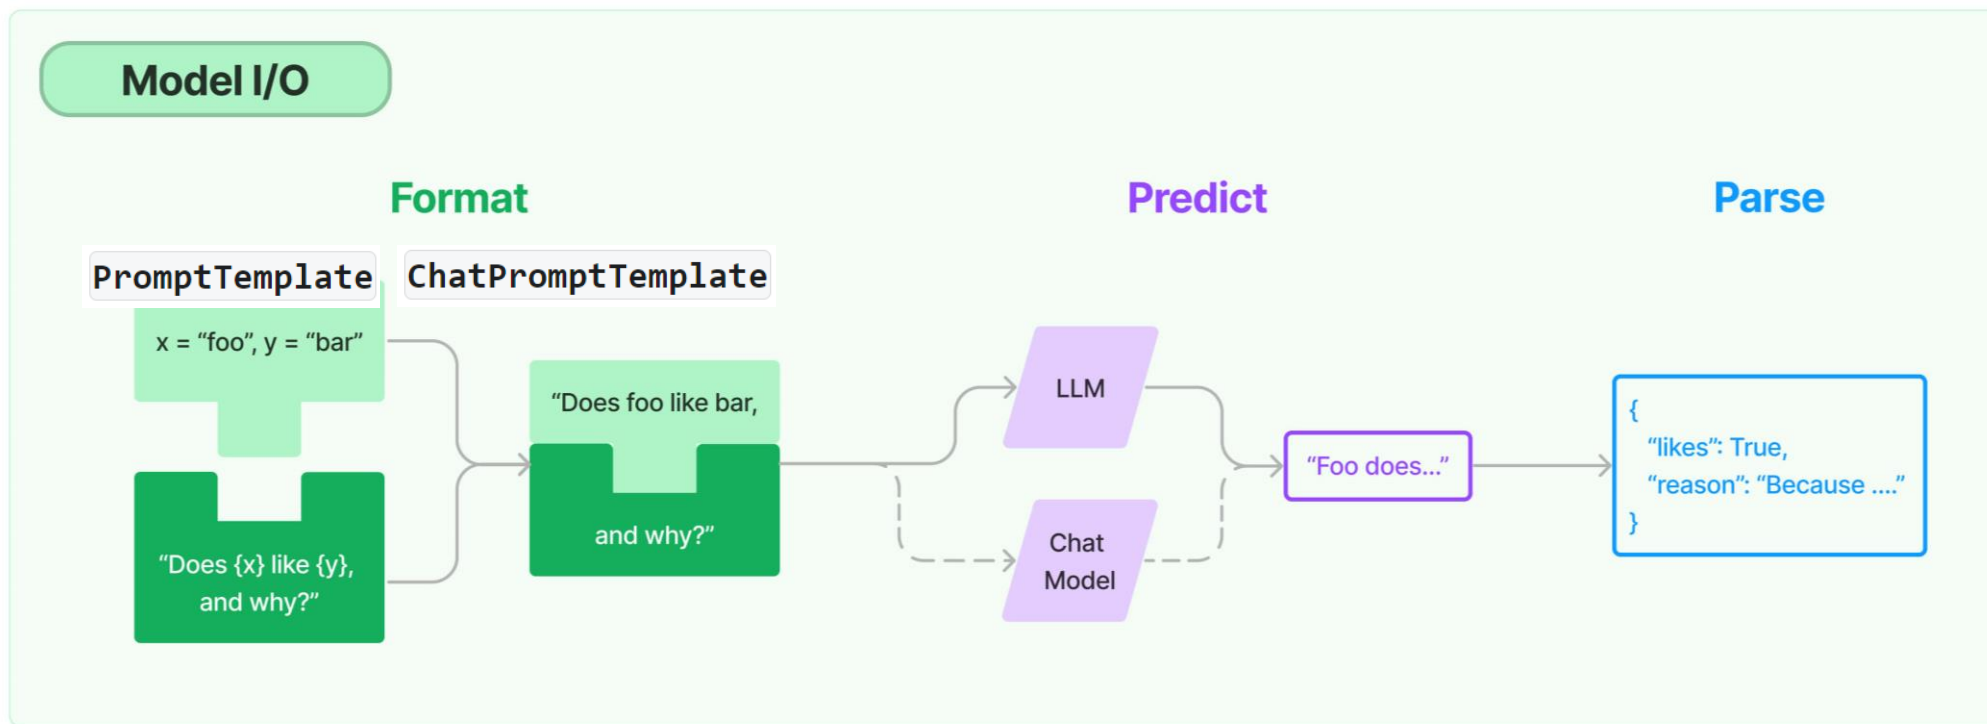 Model I/O
Format
Predict
Parse
PromptTemplate
ChatPromptTemplate
x = “foo”, y = “bar”
“Does {x} like {y},
and why?”
“Does foo like bar,
and why?”
LLM
Chat
Model
“Foo does...”
{
“likes”: True,
“reason”: “Because ....”
}